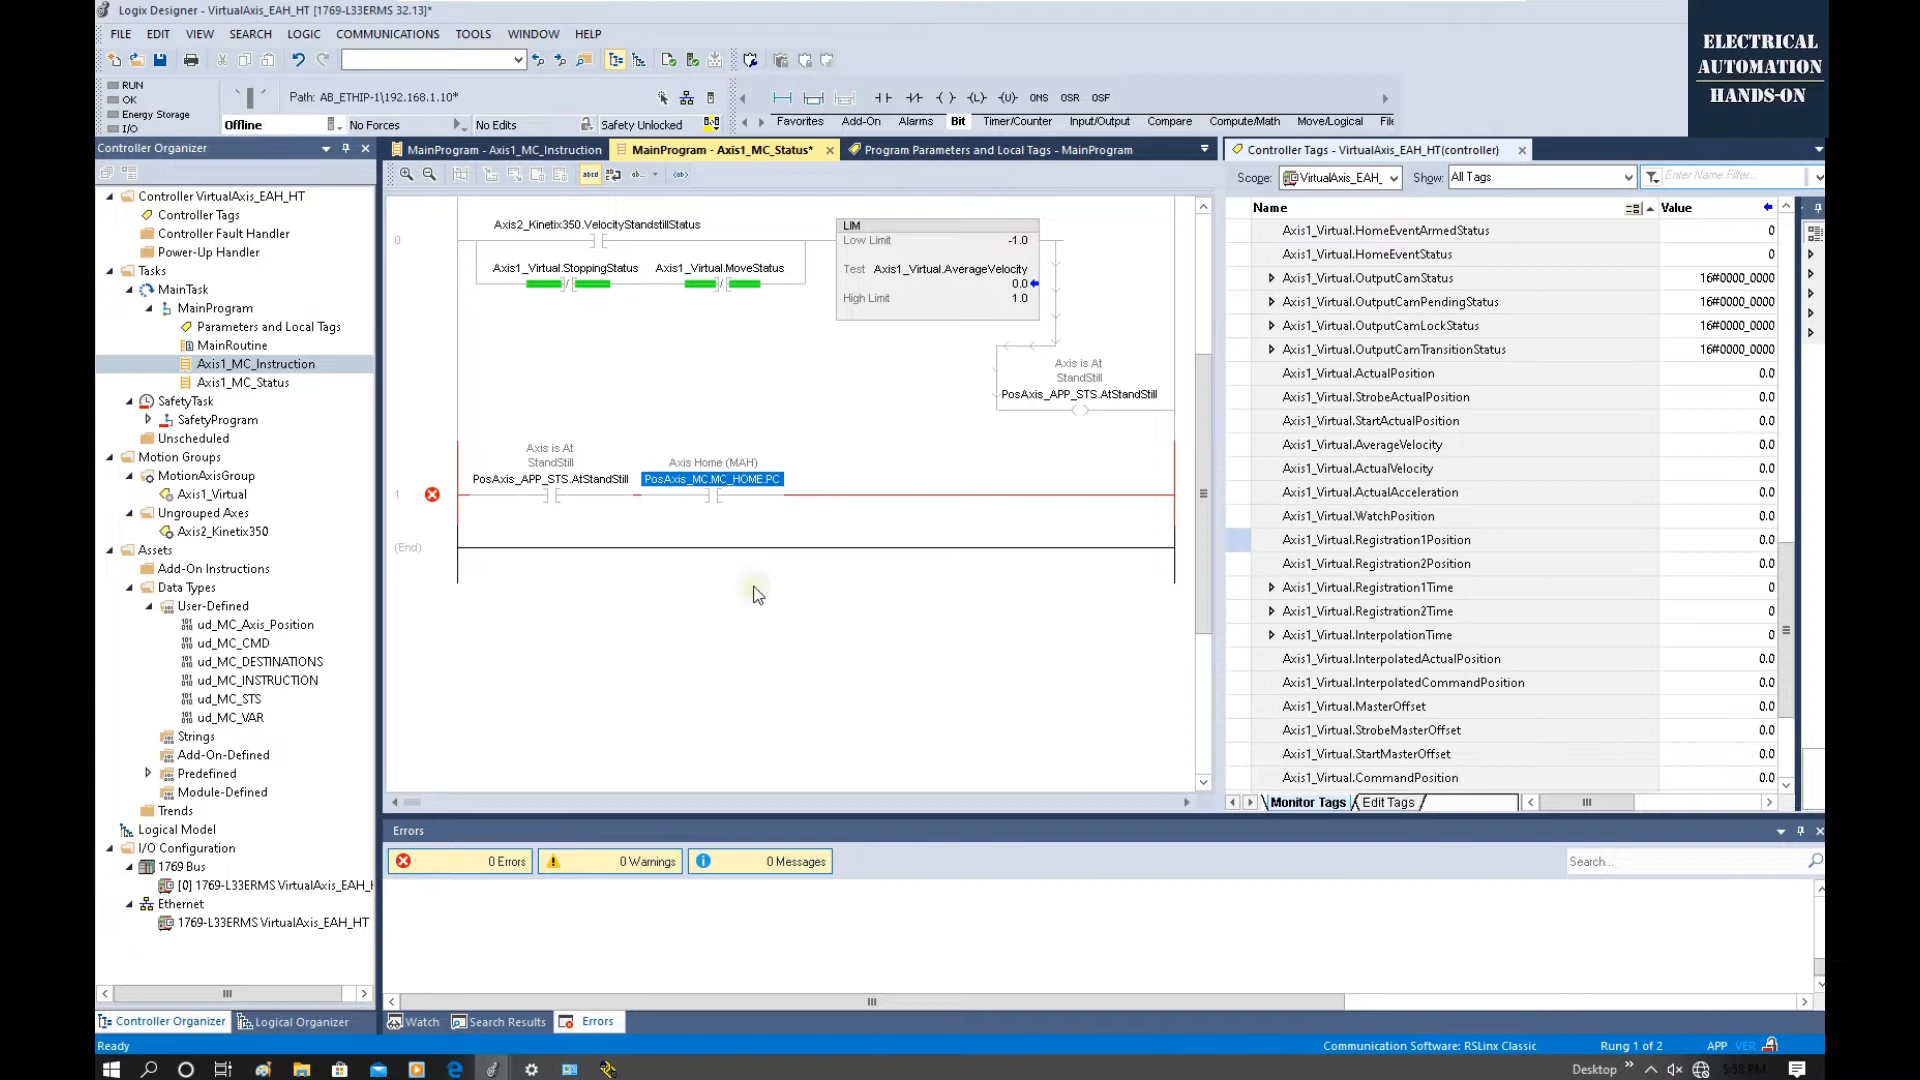 Logix Designer - VirtualAxis_EAH_HT [1769-L33ERMS 32.13]*
FILE EDIT VIEW SEARCH LOGIC COMMUNICATIONS TOOLS WINDOW HELP
ELECTRICAL
AUTOMATION
HANDS-ON
RUN
OK
Energy Storage
I/O
Path: AB_ETHIP-1\192.168.1.10*
Offline
No Forces
No Edits
Safety Unlocked
ONS OSR OSF
Favorites Add-On Alarms Bit Timer/Counter Input/Output Compare Compute/Math Move/Logical
Controller Organizer
Controller VirtualAxis_EAH_HT
Controller Tags
Controller Fault Handler
Power-Up Handler
Tasks
MainTask
MainProgram
Parameters and Local Tags
MainRoutine
Axis1_MC_Instruction
Axis1_MC_Status
SafetyTask
SafetyProgram
Unscheduled
Motion Groups
MotionAxisGroup
Axis1_Virtual
Ungrouped Axes
Axis2_Kinetix350
Assets
Add-On Instructions
Data Types
User-Defined
ud_MC_Axis_Position
ud_MC_CMD
ud_MC_DESTINATIONS
ud_MC_INSTRUCTION
ud_MC_STS
ud_MC_VAR
Strings
Add-On-Defined
Predefined
Module-Defined
Trends
Logical Model
I/O Configuration
1769 Bus
[0] 1769-L33ERMS VirtualAxis_EAH_H
Ethernet
1769-L33ERMS VirtualAxis_EAH_HT
Controller Organizer Logical Organizer
MainProgram - Axis1_MC_Instruction
MainProgram - Axis1_MC_Status*
Program Parameters and Local Tags - MainProgram
0
Axis2_Kinetix350.VelocityStandstillStatus
Axis1_Virtual.StoppingStatus Axis1_Virtual.MoveStatus
LIM
Low Limit -1.0
Test Axis1_Virtual.AverageVelocity
0.0
High Limit 1.0
Axis is At
StandStill
PosAxis_APP_STS.AtStandStill
1
Axis is At
StandStill
PosAxis_APP_STS.AtStandStill
Axis Home (MAH)
PosAxis_MC.MC_HOME.PC
(End)
Controller Tags - VirtualAxis_EAH_HT(controller)
Scope: VirtualAxis_EAH_ Show: All Tags Enter Name Filter...
Name Value
Axis1_Virtual.HomeEventArmedStatus 0
Axis1_Virtual.HomeEventStatus 0
Axis1_Virtual.OutputCamStatus 16#0000_0000
Axis1_Virtual.OutputCamPendingStatus 16#0000_0000
Axis1_Virtual.OutputCamLockStatus 16#0000_0000
Axis1_Virtual.OutputCamTransitionStatus 16#0000_0000
Axis1_Virtual.ActualPosition 0.0
Axis1_Virtual.StrobeActualPosition 0.0
Axis1_Virtual.StartActualPosition 0.0
Axis1_Virtual.AverageVelocity 0.0
Axis1_Virtual.ActualVelocity 0.0
Axis1_Virtual.ActualAcceleration 0.0
Axis1_Virtual.WatchPosition 0.0
Axis1_Virtual.Registration1Position 0.0
Axis1_Virtual.Registration2Position 0.0
Axis1_Virtual.Registration1Time 0
Axis1_Virtual.Registration2Time 0
Axis1_Virtual.InterpolationTime 0
Axis1_Virtual.InterpolatedActualPosition 0.0
Axis1_Virtual.InterpolatedCommandPosition 0.0
Axis1_Virtual.MasterOffset 0.0
Axis1_Virtual.StrobeMasterOffset 0.0
Axis1_Virtual.StartMasterOffset 0.0
Axis1_Virtual.CommandPosition 0.0
Monitor Tags Edit Tags
Errors
0 Errors 0 Warnings 0 Messages
Search...
Watch Search Results Errors
Ready
Communication Software: RSLinx Classic Rung 1 of 2 APP VER
Desktop